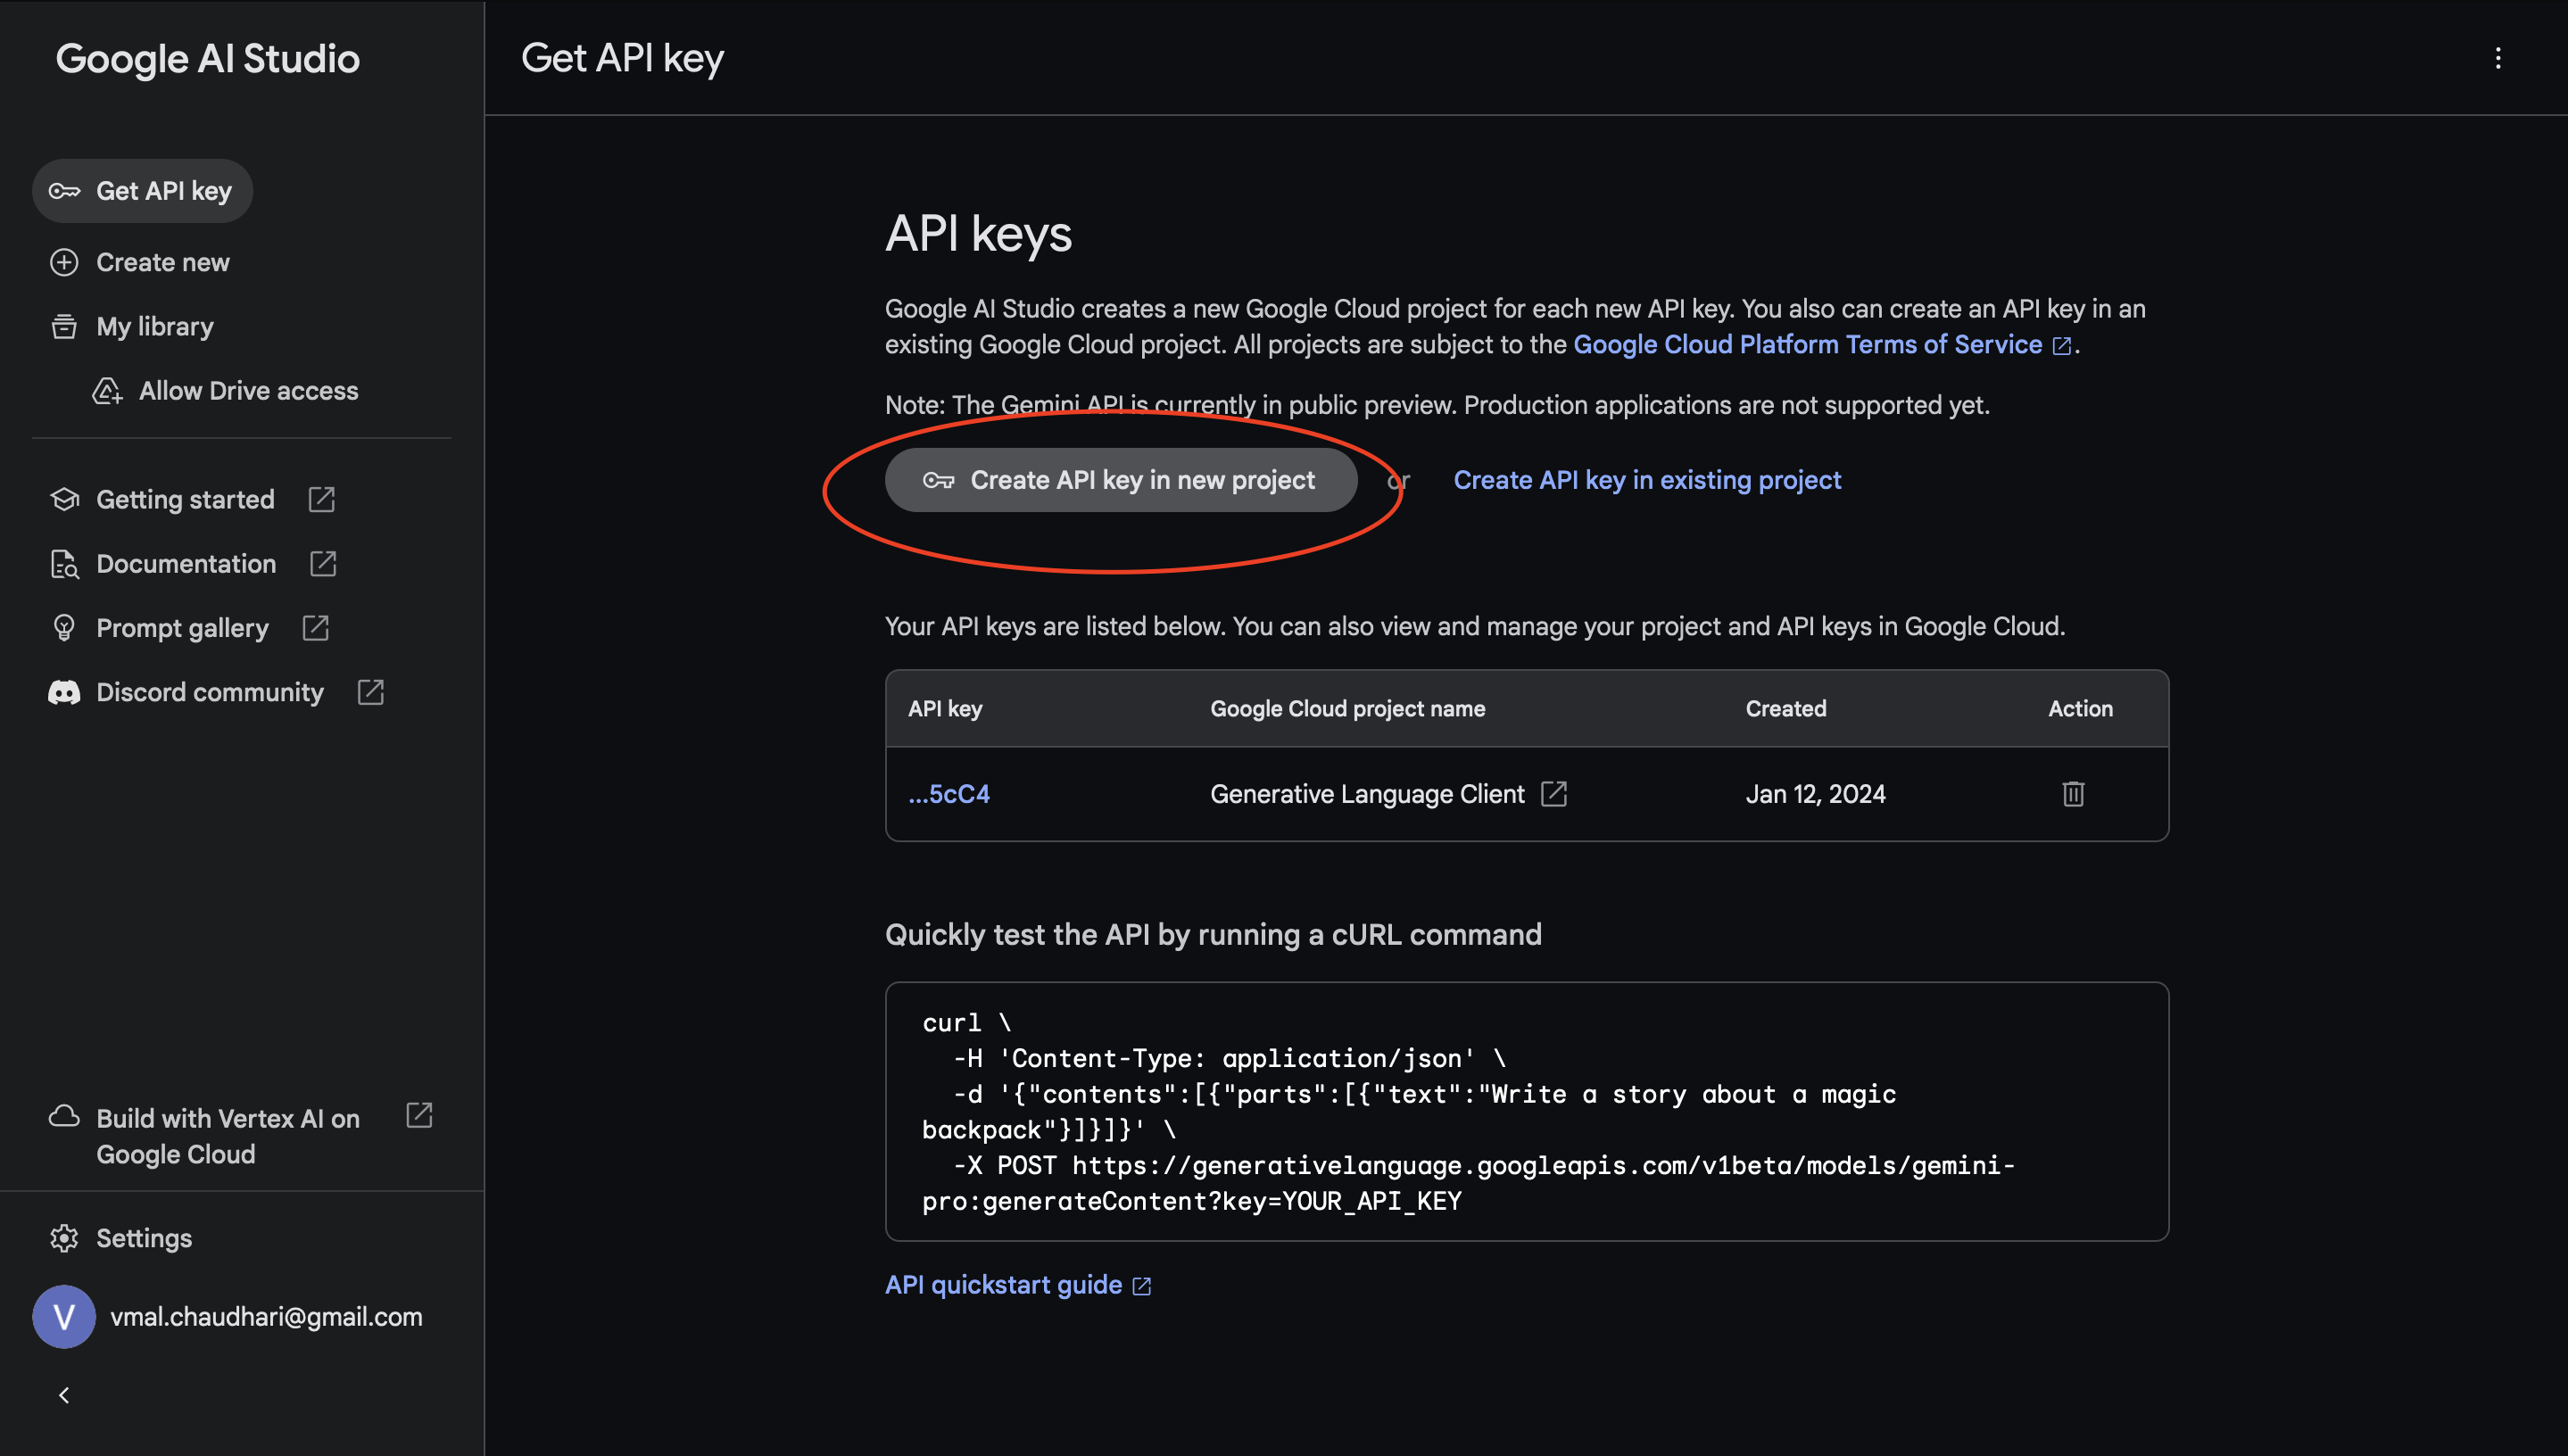 Google AI Studio
Get API key
Create new
My library
Allow Drive access
Getting started
Documentation
Prompt gallery
Discord community
Build with Vertex AI on
Google Cloud
Settings
V
vmal.chaudhari@gmail.com
Get API key
API keys
Google AI Studio creates a new Google Cloud project for each new API key. You also can create an API key in an
existing Google Cloud project. All projects are subject to the Google Cloud Platform Terms of Service.
Note: The Gemini API is currently in public preview. Production applications are not supported yet.
Create API key in new project or Create API key in existing project
Your API keys are listed below. You can also view and manage your project and API keys in Google Cloud.
API key Google Cloud project name Created Action
...5cC4 Generative Language Client Jan 12, 2024
Quickly test the API by running a cURL command
curl \
-H 'Content-Type: application/json' \
-d '{"contents":[{"parts":[{"text":"Write a story about a magic
backpack"}]}]}' \
-X POST https://generativelanguage.googleapis.com/v1beta/models/gemini-
pro:generateContent?key=YOUR_API_KEY
API quickstart guide